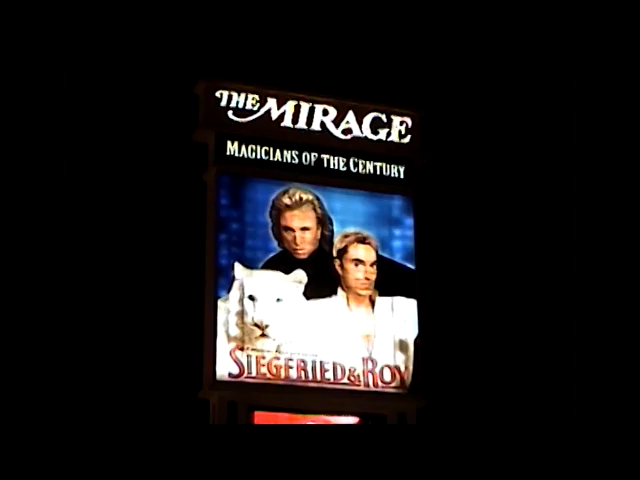 THE MIRAGE
MAGICIANS OF THE CENTURY
SIEGFRIED & ROY